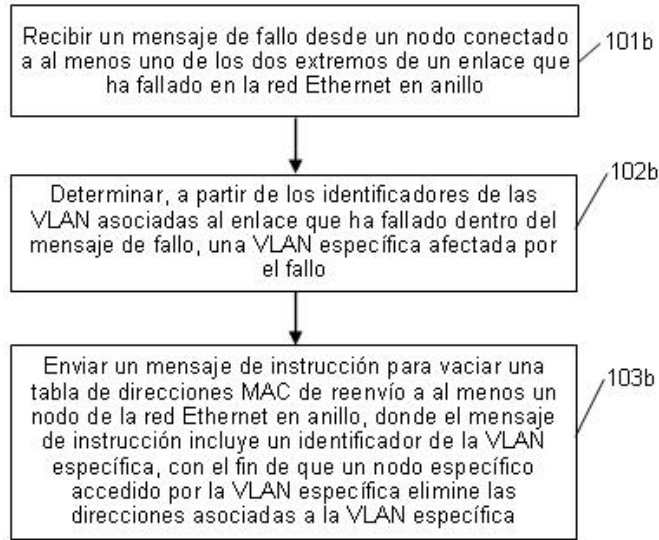 Recibir un mensaje de fallo desde un nodo conectado
a al menos uno de los dos extremos de un enlace que
ha fallado en la red Ethernet en anillo
101b
Determinar, a partir de los identificadores de las
VLAN asociadas al enlace que ha fallado dentro del
mensaje de fallo, una VLAN específica afectada por
el fallo
102b
Enviar un mensaje de instrucción para vaciar una
tabla de direcciones MAC de reenvío a al menos un
nodo de la red Ethernet en anillo, donde el mensaje
de instrucción incluye un identificador de la VLAN
específica, con el fin de que un nodo específico
accedido por la VLAN específica elimine las
direcciones asociadas a la VLAN específica
103b